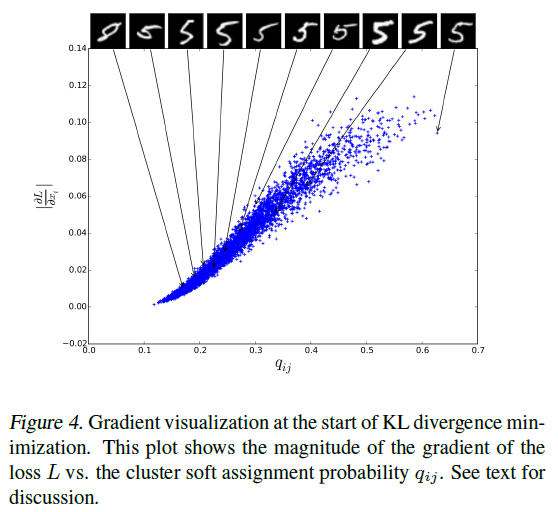 0.14
0.12
0.10
0.08
0.06
0.04
0.02
0.00
−0.02
|∂L/∂x_i|
0.0 0.1 0.2 0.3 0.4 0.5 0.6 0.7
q_ij
Figure 4. Gradient visualization at the start of KL divergence min-
imization. This plot shows the magnitude of the gradient of the
loss L vs. the cluster soft assignment probability q_ij. See text for
discussion.